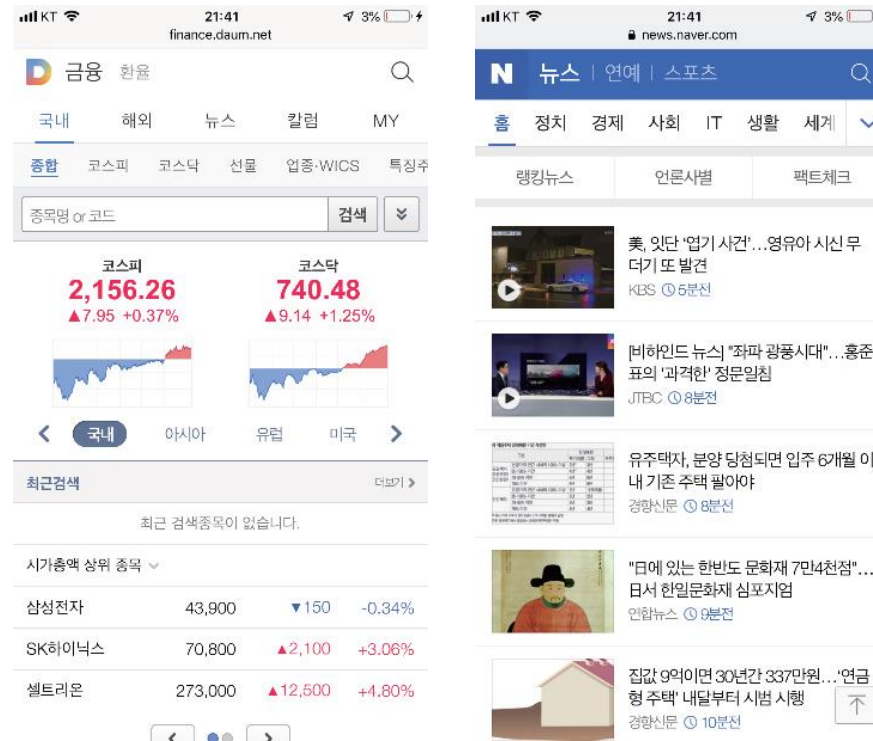 KT 21:41 3%
finance.daum.net
금융 환율
국내 해외 뉴스 칼럼 MY
종합 코스피 코스닥 선물 업종·WICS 특징주
종목명 or 코드 검색
코스피 코스닥
2,156.26 740.48
▲7.95 +0.37% ▲9.14 +1.25%
국내 아시아 유럽 미국
최근검색 더보기
최근 검색종목이 없습니다.
시가총액 상위 종목
삼성전자 43,900 ▼150 -0.34%
SK하이닉스 70,800 ▲2,100 +3.06%
셀트리온 273,000 ▲12,500 +4.80%
KT 21:41 3%
news.naver.com
N 뉴스 | 연예 | 스포츠
홈 정치 경제 사회 IT 생활 세계
랭킹뉴스 언론사별 팩트체크
美, 잇단 '엽기 사건'…영유아 시신 무
더기 또 발견
KBS 5분전
[비하인드 뉴스] "좌파 광풍시대"…홍준
표의 '과격한' 정문일침
JTBC 8분전
유주택자, 분양 당첨되면 입주 6개월 이
내 기존 주택 팔아야
경향신문 8분전
"日에 있는 한반도 문화재 7만4천점"…
日서 한일문화재 심포지엄
연합뉴스 9분전
집값 9억이면 30년간 337만원…'연금
형 주택' 내달부터 시범 시행
경향신문 10분전